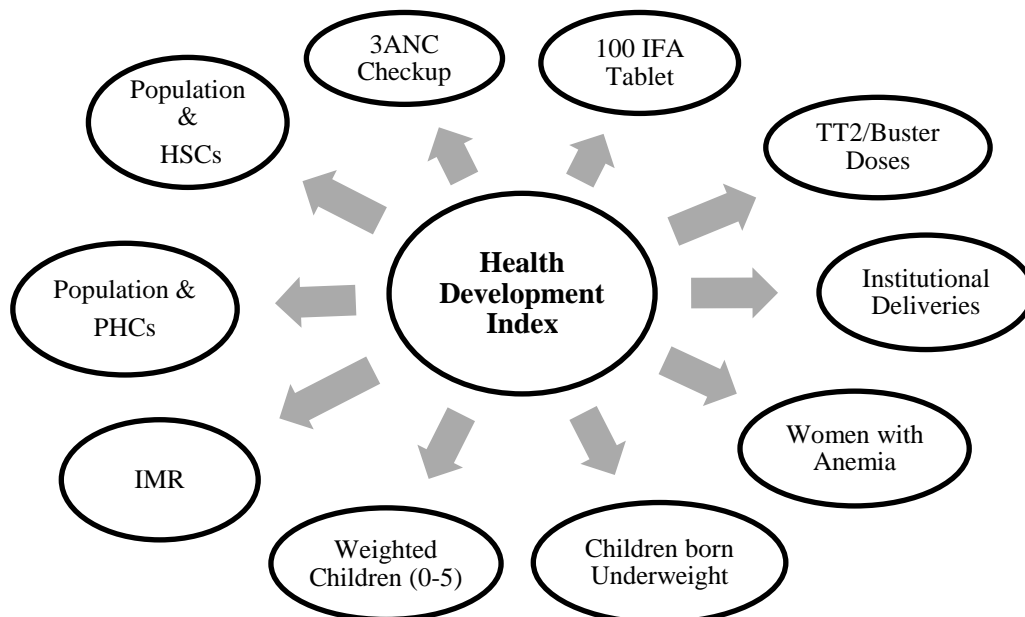 3ANC
Checkup
100 IFA
Tablet
Population
&
HSCs
TT2/Buster
Doses
Health
Development
Index
Population &
PHCs
Institutional
Deliveries
IMR
Women with
Anemia
Weighted
Children (0-5)
Children born
Underweight